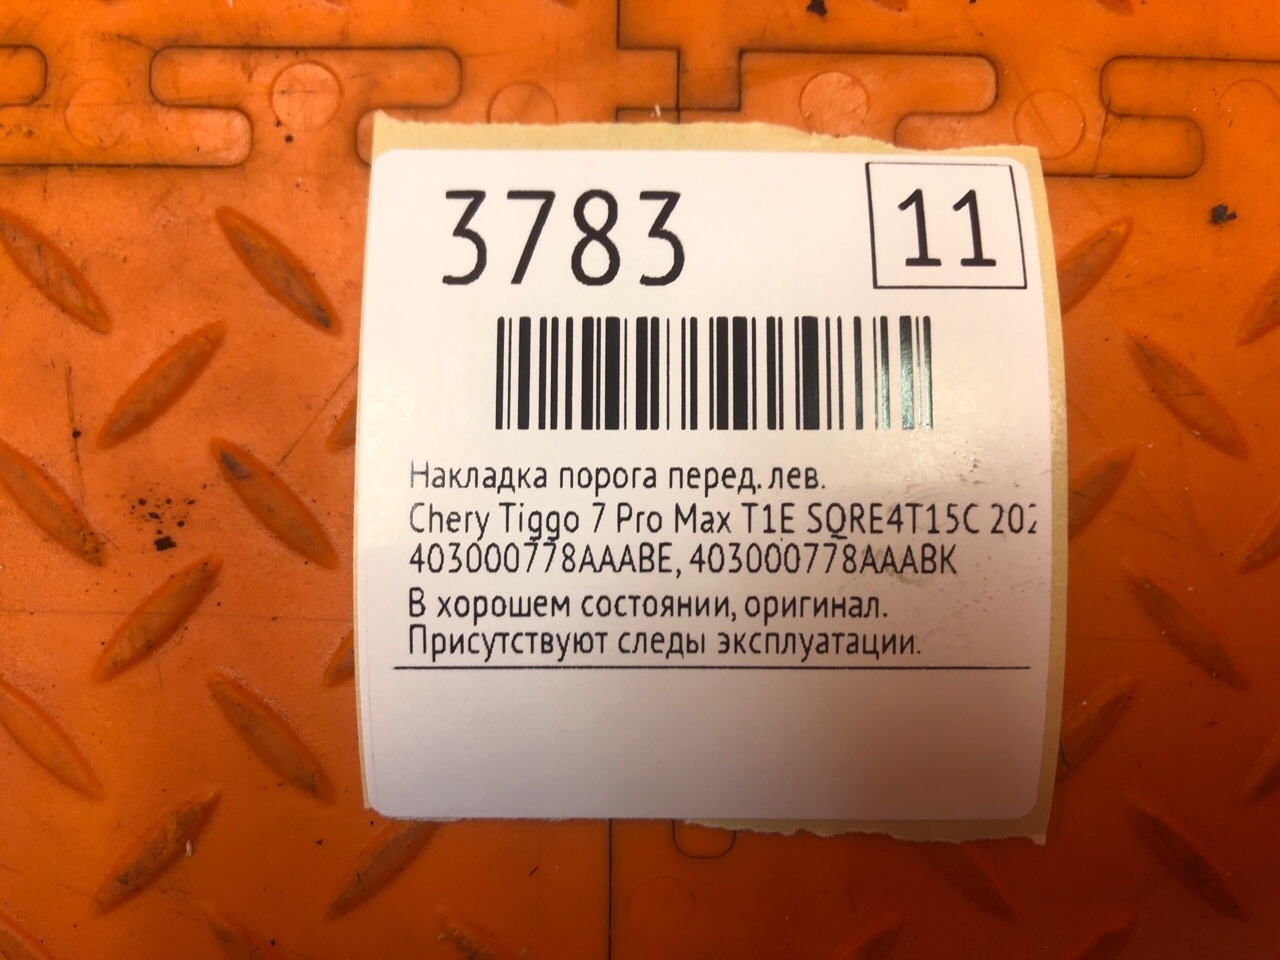 3783
11
Накладка порога перед. лев.
Chery Tiggo 7 Pro Max T1E SQRE4T15C 202
403000778AAABE, 403000778AAABK
В хорошем состоянии, оригинал.
Присутствуют следы эксплуатации.